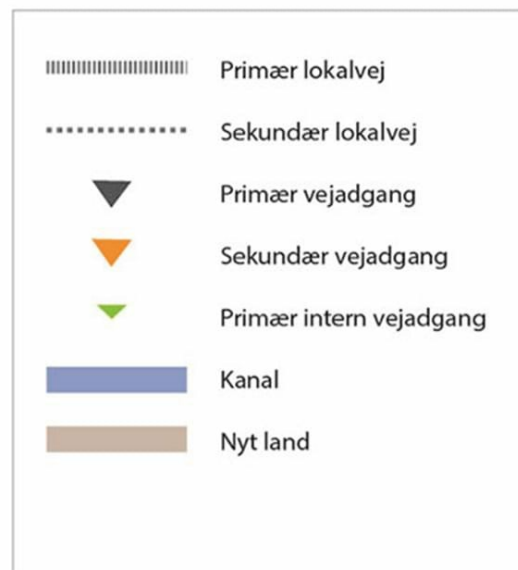 Primær lokalvej
Sekundær lokalvej
Primær vejadgang
Sekundær vejadgang
Primær intern vejadgang
Kanal
Nyt land